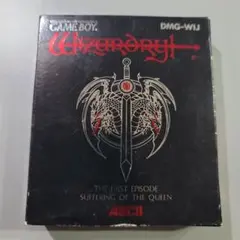 GAME BOY
DMG-WIJ
Wizardry
THE FIRST EPISODE
SUFFERING OF THE QUEEN
ASCII